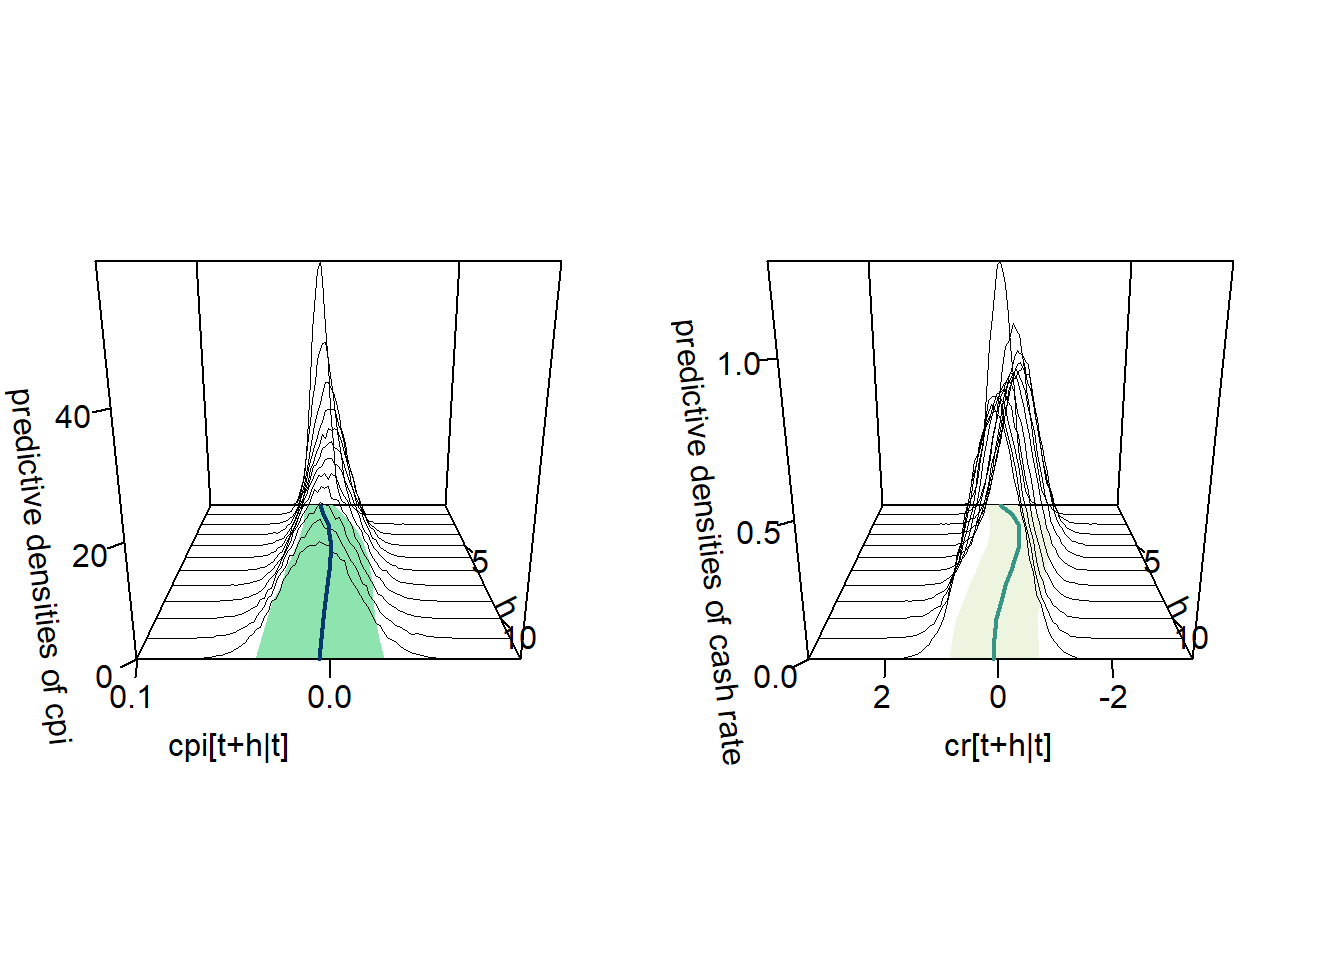 predictive densities of cpi
40
20
0
0.1
0.0
cpi[t+h|t]
5
h
10
predictive densities of cash rate
1.0
0.5
0.0
2
0
-2
cr[t+h|t]
5
h
10